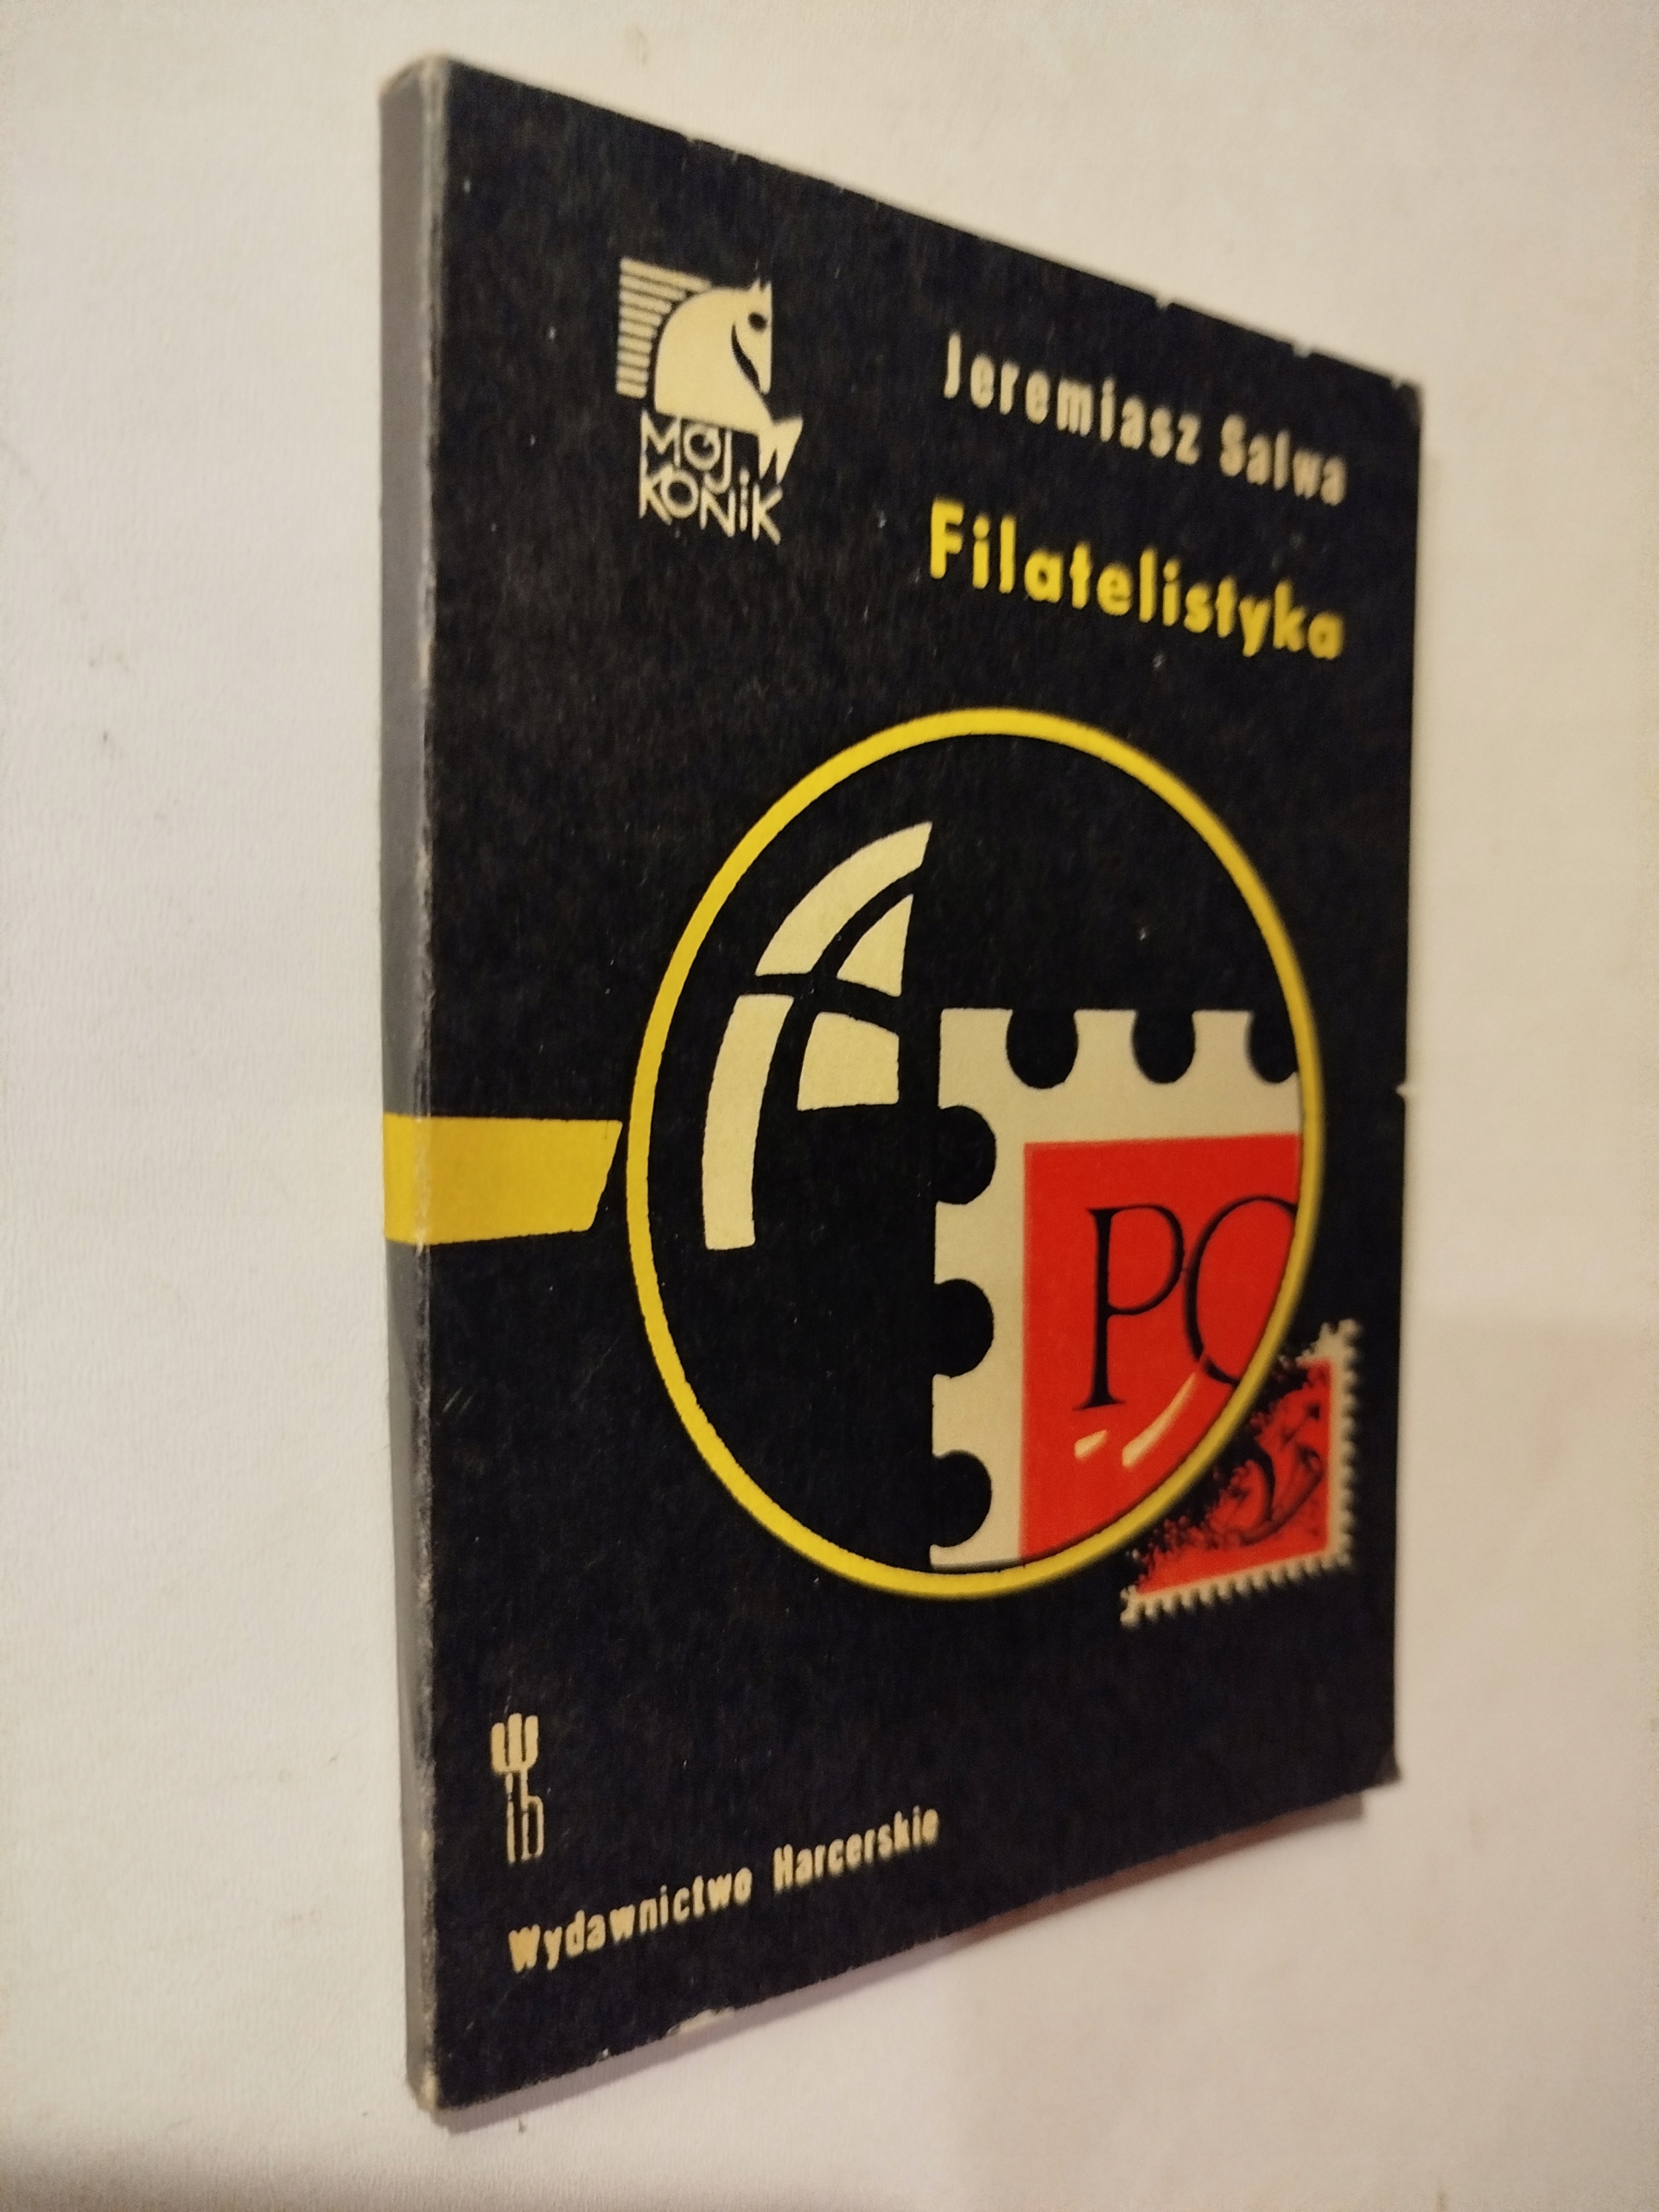 MÓJ
KONIK
Jeremiasz Salwa
Filatelistyka
PO
Wydawnictwo Harcerskie